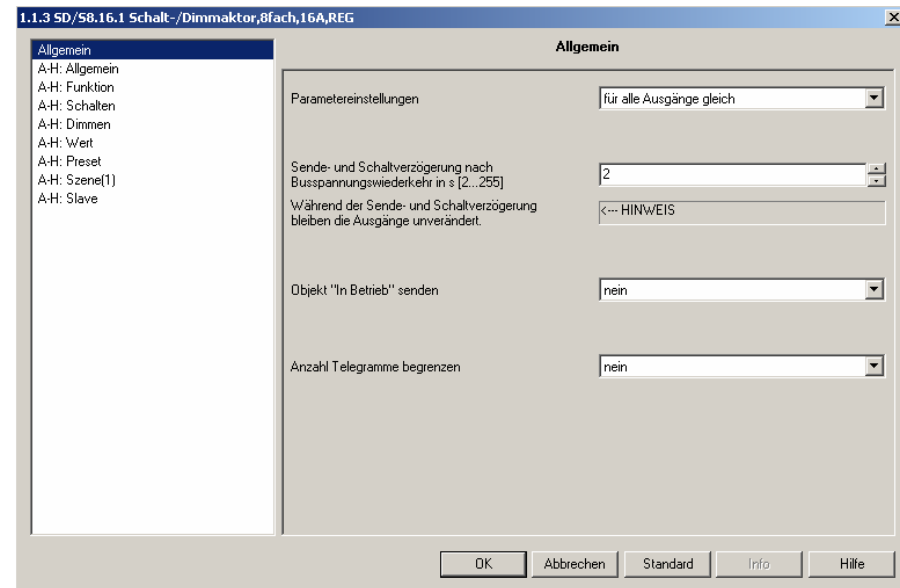 1.1.3 SD/S8.16.1 Schalt-/Dimmaktor,8fach,16A,REG
Allgemein
A-H: Allgemein
A-H: Funktion
A-H: Schalten
A-H: Dimmen
A-H: Wert
A-H: Preset
A-H: Szene(1)
A-H: Slave
Allgemein
Parametereinstellungen
für alle Ausgänge gleich
Sende- und Schaltverzögerung nach
Busspannungswiederkehr in s [2...255]
2
Während der Sende- und Schaltverzögerung
bleiben die Ausgänge unverändert.
<--- HINWEIS
Objekt "In Betrieb" senden
nein
Anzahl Telegramme begrenzen
nein
OK
Abbrechen
Standard
Info
Hilfe